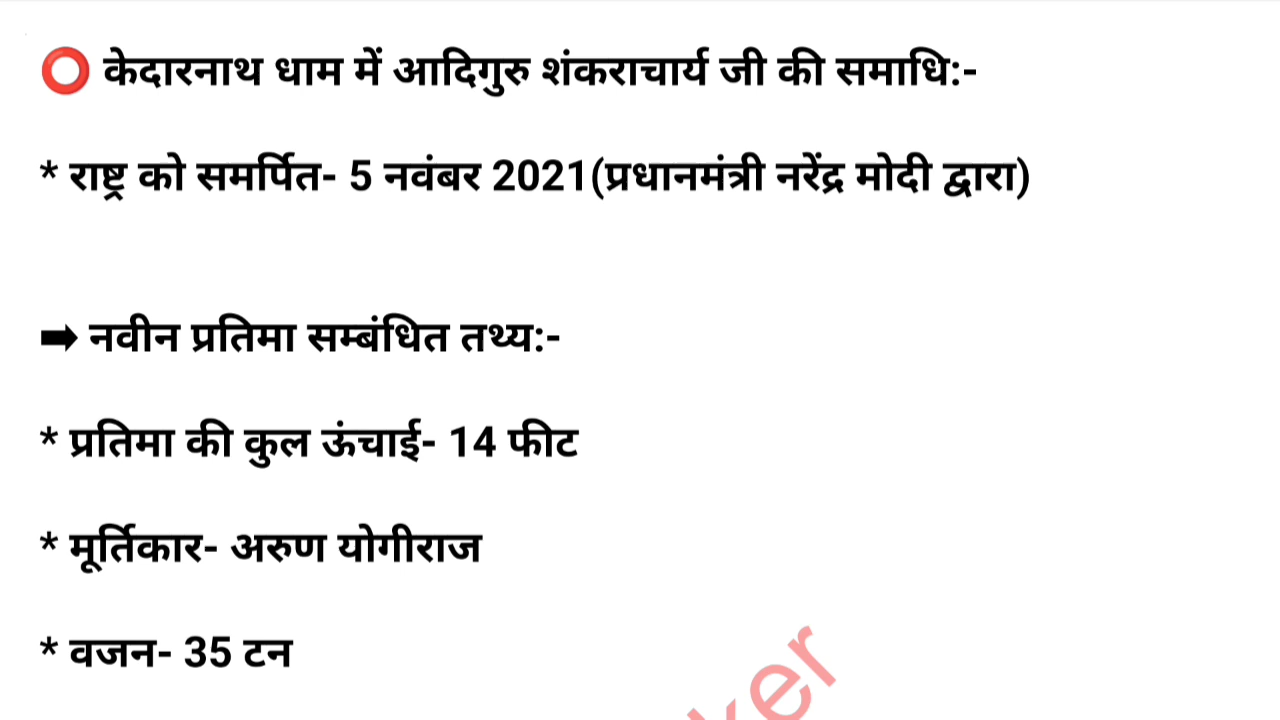 ⭕ केदारनाथ धाम में आदिगुरु शंकराचार्य जी की समाधि:-
* राष्ट्र को समर्पित- 5 नवंबर 2021(प्रधानमंत्री नरेंद्र मोदी द्वारा)
➡ नवीन प्रतिमा सम्बंधित तथ्य:-
* प्रतिमा की कुल ऊंचाई- 14 फीट
* मूर्तिकार- अरुण योगीराज
* वजन- 35 टन